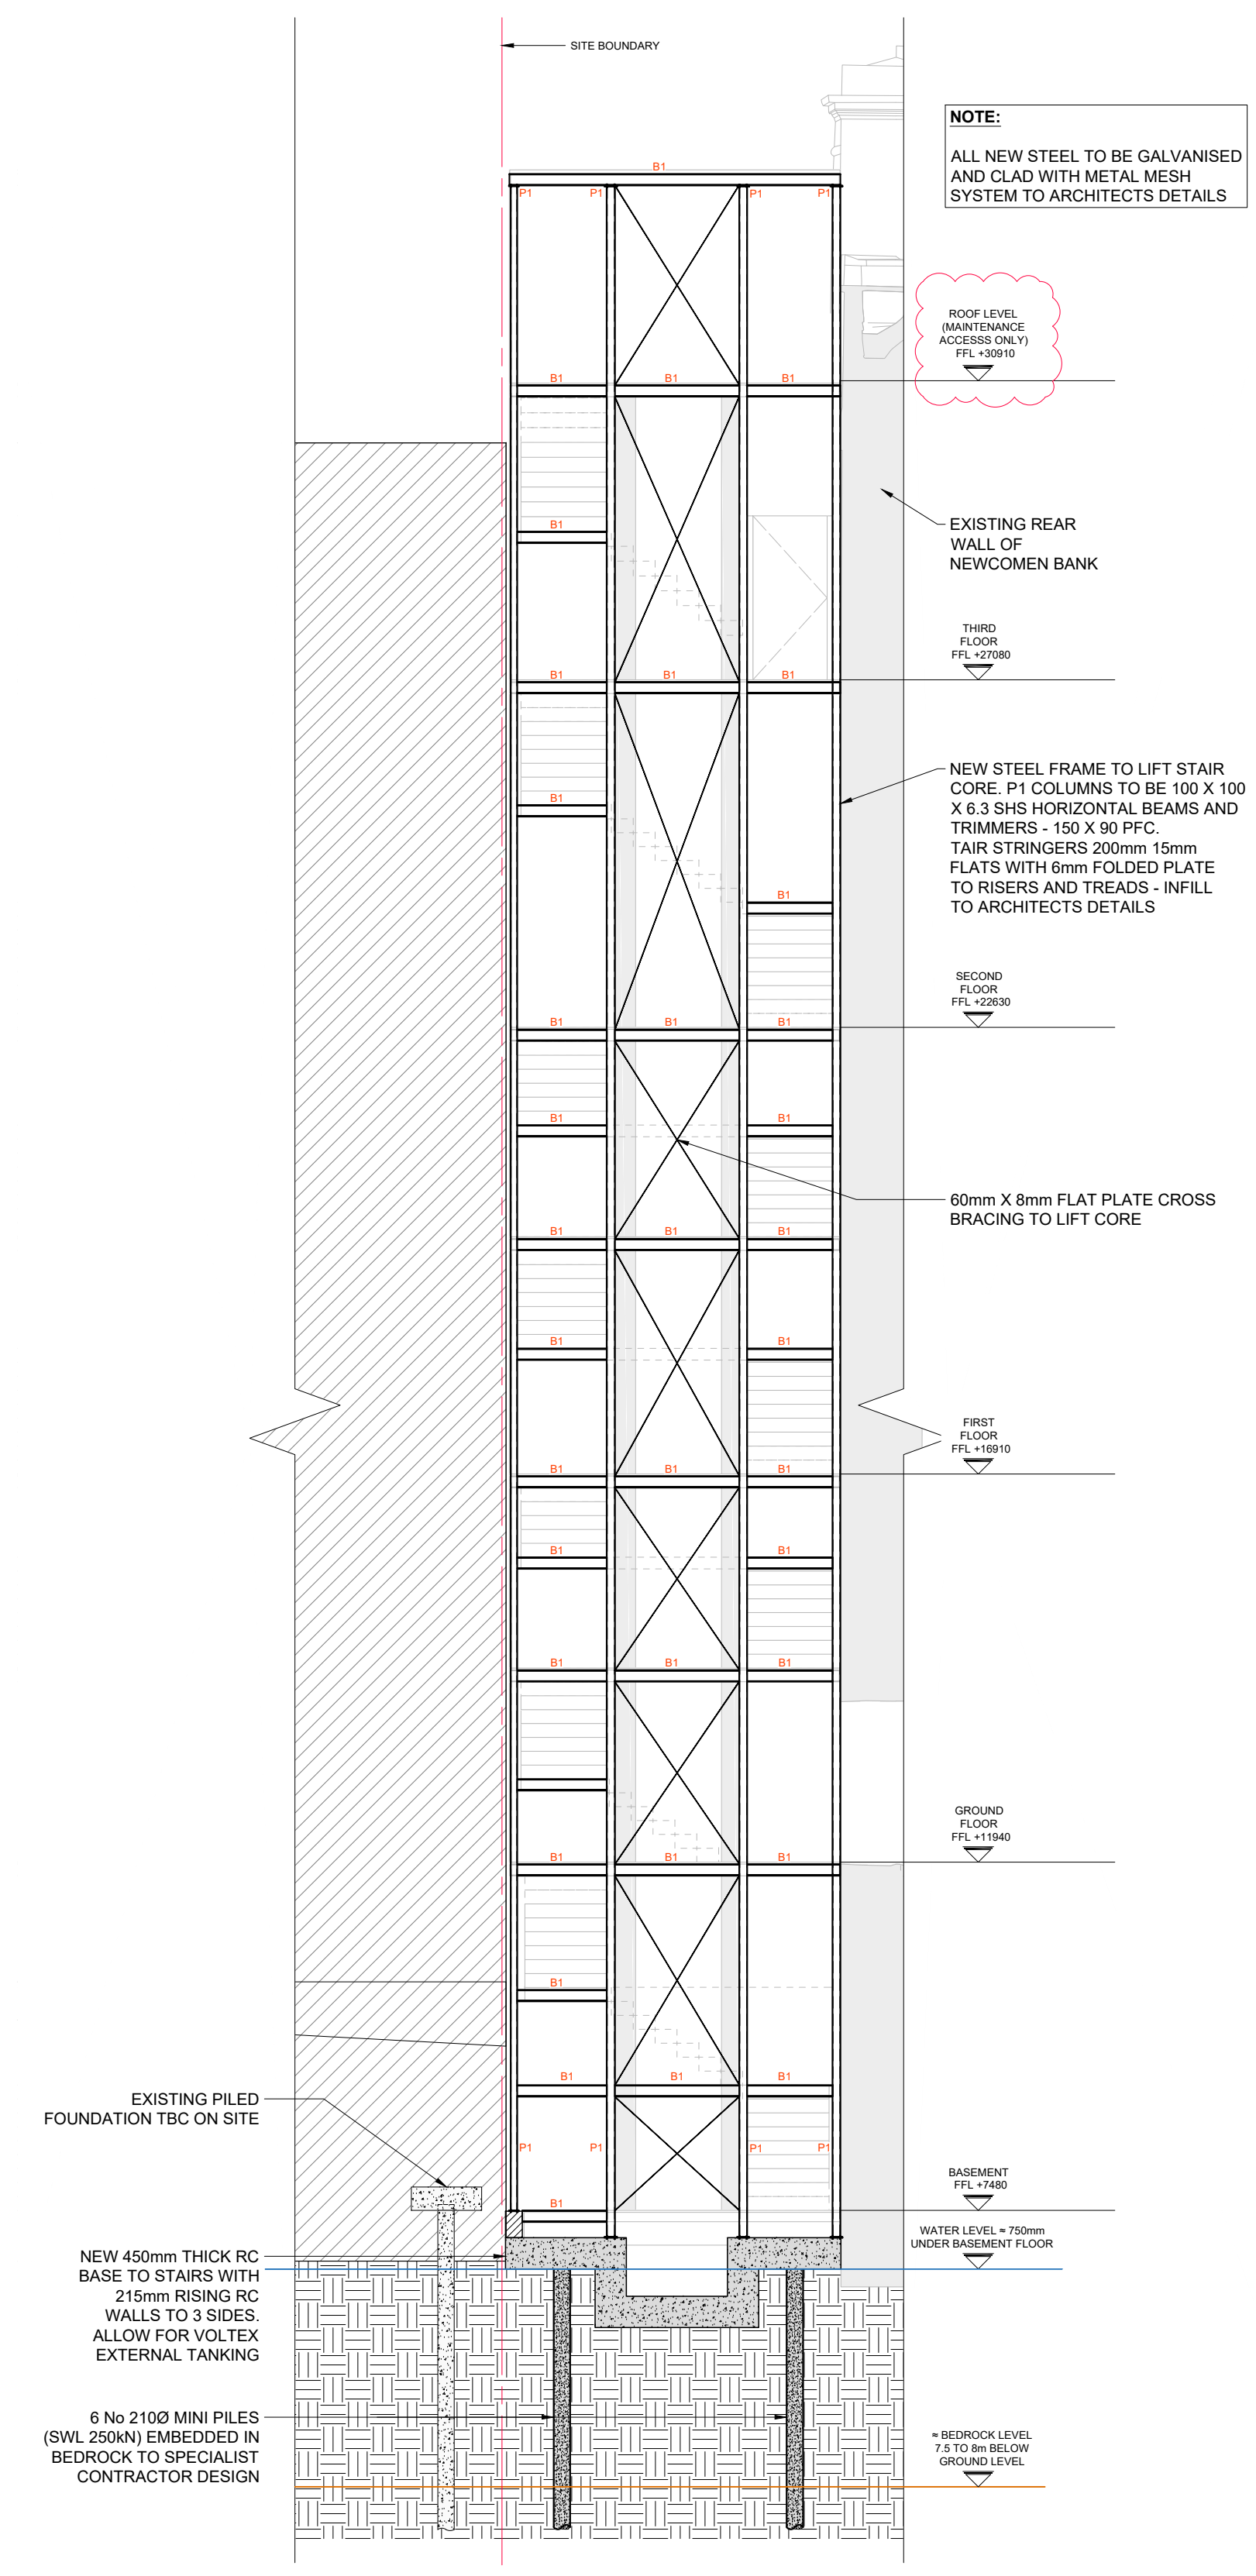 SITE BOUNDARY
NOTE:
ALL NEW STEEL TO BE GALVANISED
AND CLAD WITH METAL MESH
SYSTEM TO ARCHITECTS DETAILS
B1
P1 P1 P1 P1
ROOF LEVEL
(MAINTENANCE
ACCESSS ONLY)
FFL +30910
B1 B1 B1
EXISTING REAR
WALL OF
NEWCOMEN BANK
B1
THIRD
FLOOR
FFL +27080
B1 B1 B1
NEW STEEL FRAME TO LIFT STAIR
CORE. P1 COLUMNS TO BE 100 X 100
X 6.3 SHS HORIZONTAL BEAMS AND
TRIMMERS - 150 X 90 PFC.
TAIR STRINGERS 200mm 15mm
FLATS WITH 6mm FOLDED PLATE
TO RISERS AND TREADS - INFILL
TO ARCHITECTS DETAILS
B1
B1
SECOND
FLOOR
FFL +22630
B1 B1 B1
B1 B1
60mm X 8mm FLAT PLATE CROSS
BRACING TO LIFT CORE
B1 B1 B1
B1 B1
FIRST
FLOOR
FFL +16910
B1 B1 B1
B1 B1
B1 B1 B1
GROUND
FLOOR
FFL +11940
B1 B1 B1
B1
B1 B1 B1
EXISTING PILED
FOUNDATION TBC ON SITE
P1 P1 P1 P1
BASEMENT
FFL +7480
B1
WATER LEVEL ≈ 750mm
UNDER BASEMENT FLOOR
NEW 450mm THICK RC
BASE TO STAIRS WITH
215mm RISING RC
WALLS TO 3 SIDES.
ALLOW FOR VOLTEX
EXTERNAL TANKING
6 No 210Ø MINI PILES
(SWL 250kN) EMBEDDED IN
BEDROCK TO SPECIALIST
CONTRACTOR DESIGN
≈ BEDROCK LEVEL
7.5 TO 8m BELOW
GROUND LEVEL